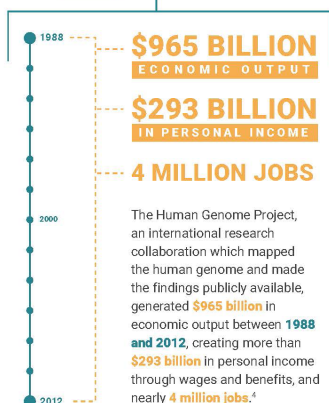 1988
$965 BILLION
ECONOMIC OUTPUT
$293 BILLION
IN PERSONAL INCOME
4 MILLION JOBS
2000
The Human Genome Project,
an international research
collaboration which mapped
the human genome and made
the findings publicly available,
generated $965 billion in
economic output between 1988
and 2012, creating more than
$293 billion in personal income
through wages and benefits, and
nearly 4 million jobs.⁴
2012